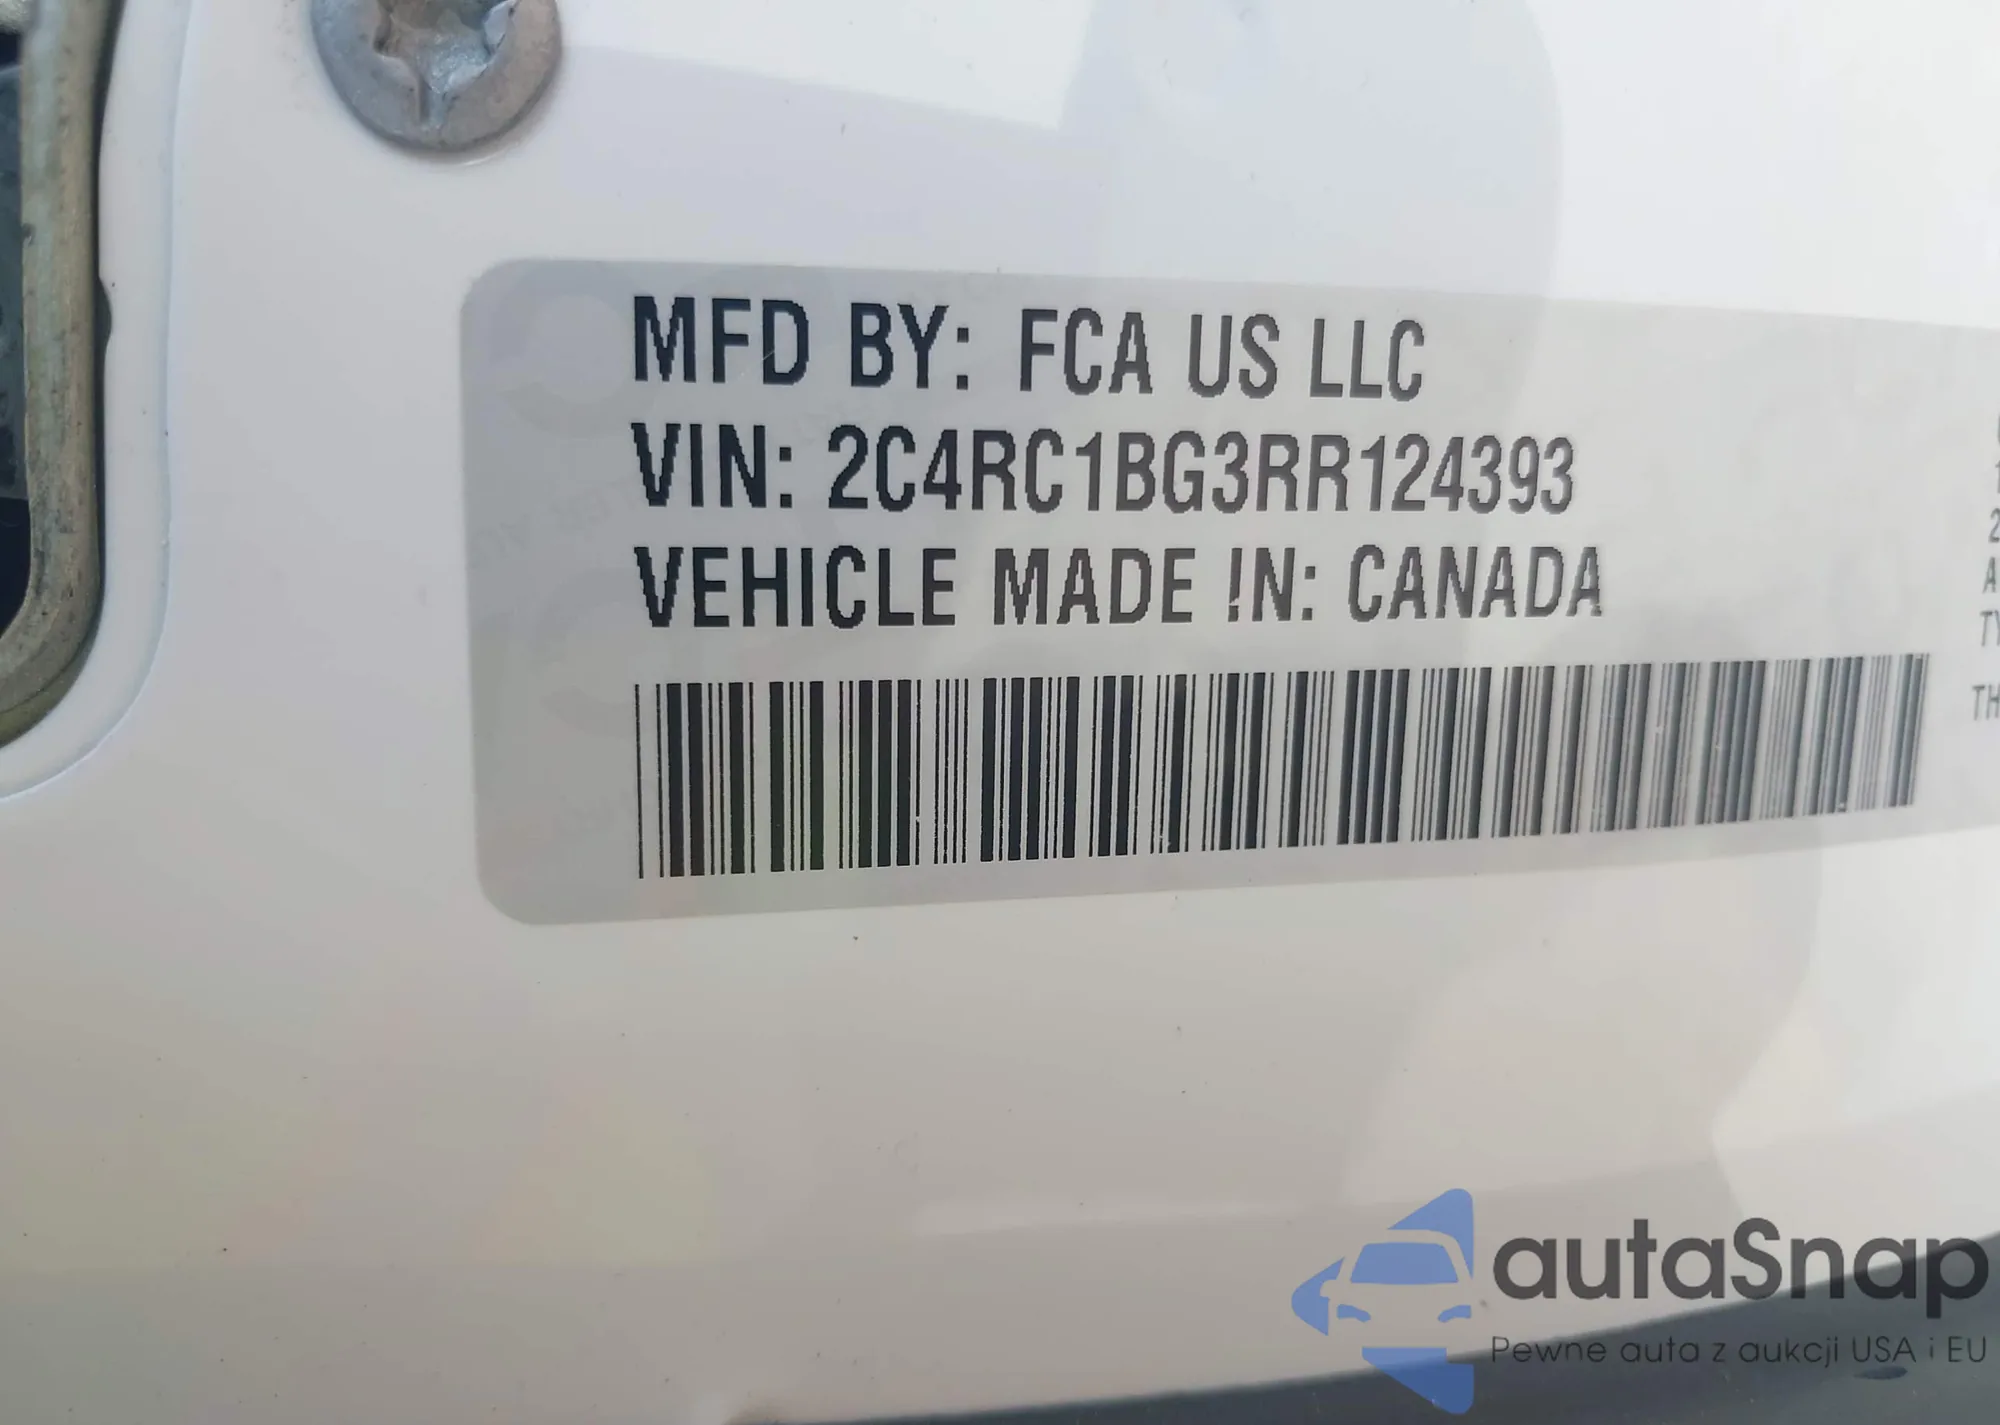 MFD BY: FCA US LLC
VIN: 2C4RC1BG3RR124393
VEHICLE MADE IN: CANADA
autaSnap
Pewne auta z aukcji USA i EU